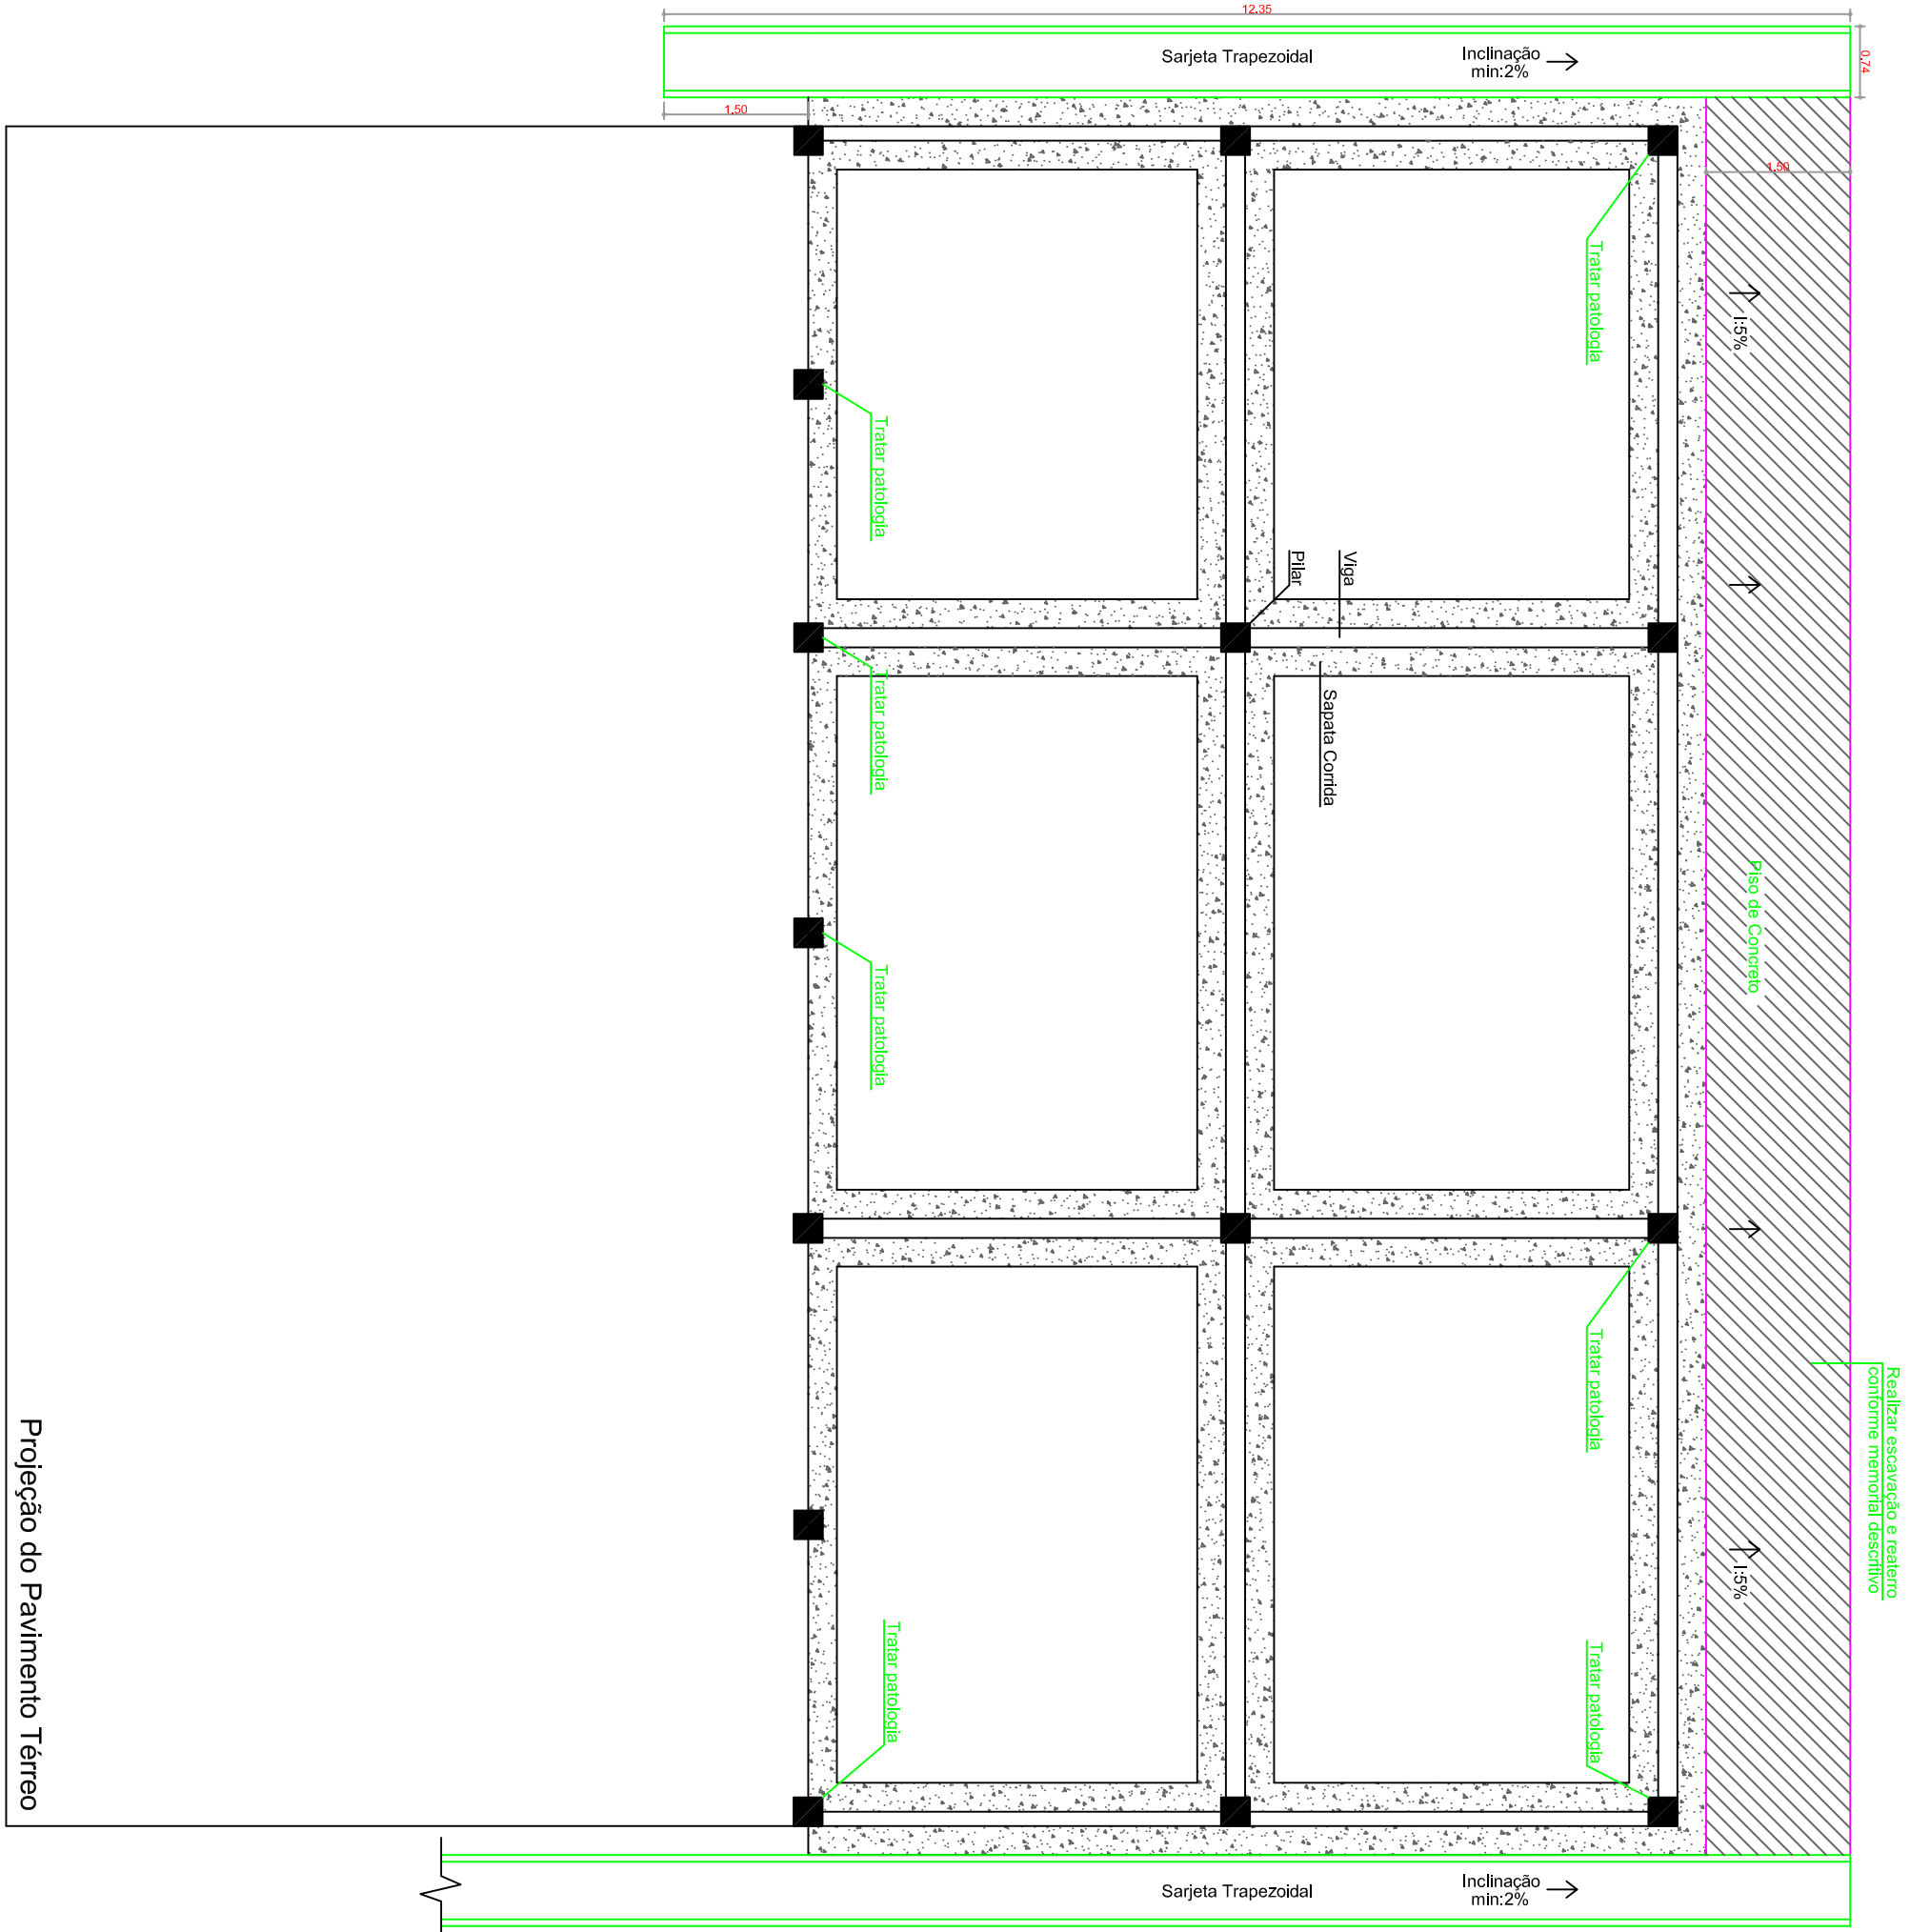 12.35
Sarjeta Trapezoidal
Inclinação
min:2%
0.74
1.50
1.50
Tratar patologia
I:5%
Tratar patologia
Viga
Pilar
Tratar patologia
Sapata Corrida
Piso de Concreto
Tratar patologia
Tratar patologia
Realizar escavação e reaterro
conforme memorial descritivo
I:5%
Tratar patologia
Tratar patologia
Projeção do Pavimento Térreo
Sarjeta Trapezoidal
Inclinação
min:2%